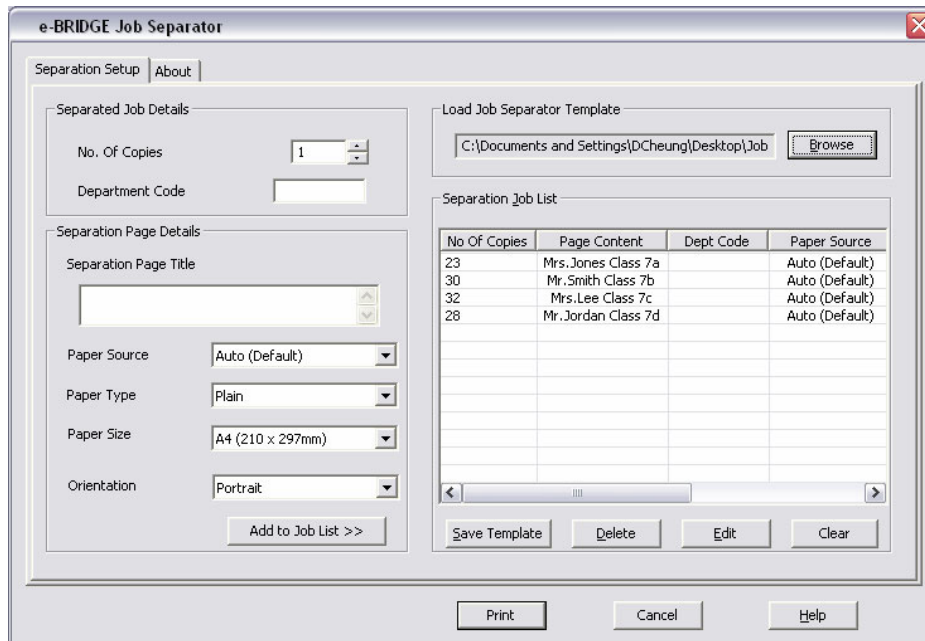 e-BRIDGE Job Separator
Separation Setup
About
Separated Job Details
No. Of Copies
1
Department Code
Separation Page Details
Separation Page Title
Paper Source
Auto (Default)
Paper Type
Plain
Paper Size
A4 (210 x 297mm)
Orientation
Portrait
Add to Job List >>
Load Job Separator Template
C:\Documents and Settings\DCheung\Desktop\Job
Browse
Separation Job List
No Of Copies Page Content Dept Code Paper Source
23 Mrs.Jones Class 7a Auto (Default)
30 Mr.Smith Class 7b Auto (Default)
32 Mrs.Lee Class 7c Auto (Default)
28 Mr.Jordan Class 7d Auto (Default)
Save Template
Delete
Edit
Clear
Print
Cancel
Help